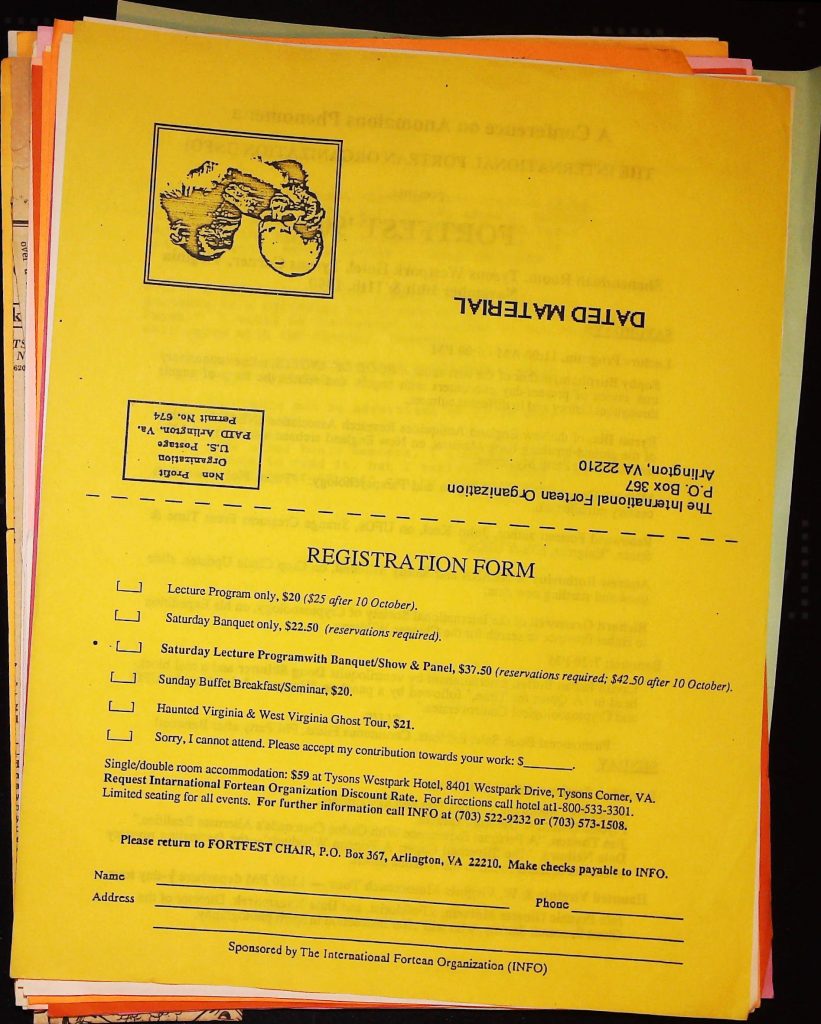 DATED MATERIAL
Non Profit
Organization
U.S. Postage
PAID Arlington, Va.
Permit No. 674
The International Fortean Organization
P.O. Box 367
Arlington, VA 22210
REGISTRATION FORM
Lecture Program only, $20 ($25 after 10 October).
Saturday Banquet only, $22.50 (reservations required).
Saturday Lecture Programwith Banquet/Show & Panel, $37.50 (reservations required; $42.50 after 10 October).
Sunday Buffet Breakfast/Seminar, $20.
Haunted Virginia & West Virginia Ghost Tour, $21.
Sorry, I cannot attend. Please accept my contribution towards your work: $________.
Single/double room accommodation: $59 at Tysons Westpark Hotel, 8401 Westpark Drive, Tysons Corner, VA.
Request Intarnational Fortean Organization Discount Rate. For directions call hotel at1-800-533-3301.
Limited seating for all events. For further information call INFO at (703) 522-9232 or (703) 573-1508.
Please return to FORTFEST CHAIR, P.O. Box 367, Arlington, VA 22210. Make checks payable to INFO.
Name
Phone
Address
Sponsored by The International Fortean Organization (INFO)